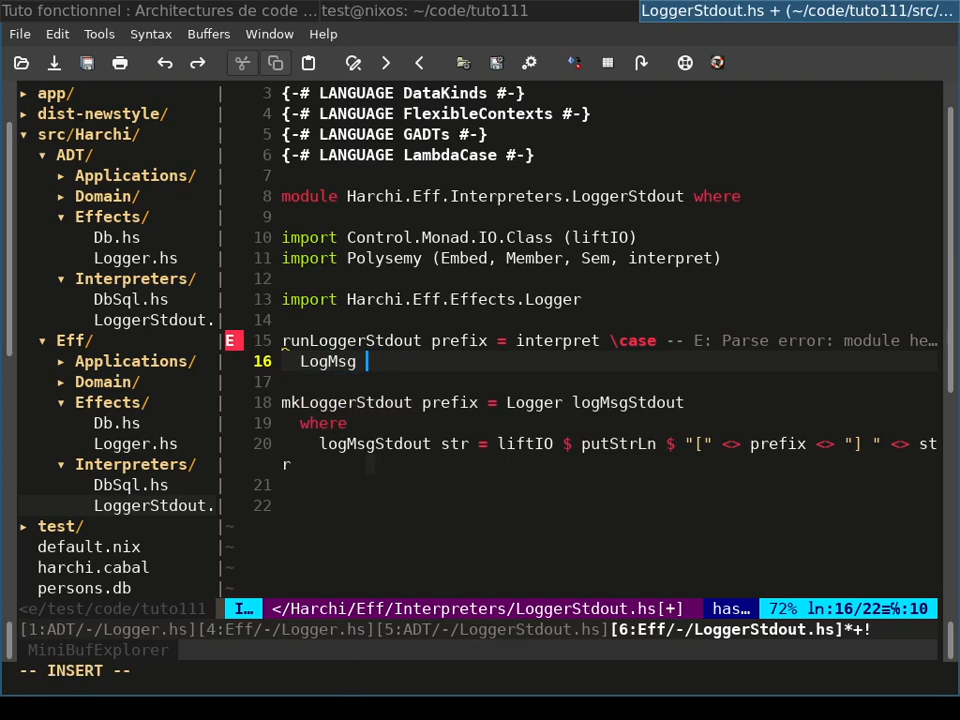 Tuto fonctionnel : Architectures de code ... test@nixos: ~/code/tuto111 LoggerStdout.hs + (~/code/tuto111/src/...
File Edit Tools Syntax Buffers Window Help
▸ app/
▸ dist-newstyle/
▾ src/Harchi/
▾ ADT/
▸ Applications/
▸ Domain/
▾ Effects/
Db.hs
Logger.hs
▾ Interpreters/
DbSql.hs
LoggerStdout.
▾ Eff/
▸ Applications/
▸ Domain/
▾ Effects/
Db.hs
Logger.hs
▾ Interpreters/
DbSql.hs
LoggerStdout.
▸ test/
default.nix
harchi.cabal
persons.db
<e/test/code/tuto111
3 {-# LANGUAGE DataKinds #-}
4 {-# LANGUAGE FlexibleContexts #-}
5 {-# LANGUAGE GADTs #-}
6 {-# LANGUAGE LambdaCase #-}
7
8 module Harchi.Eff.Interpreters.LoggerStdout where
9
10 import Control.Monad.IO.Class (liftIO)
11 import Polysemy (Embed, Member, Sem, interpret)
12
13 import Harchi.Eff.Effects.Logger
14
E 15 runLoggerStdout prefix = interpret \case -- E: Parse error: module he…
16 LogMsg
17
18 mkLoggerStdout prefix = Logger logMsgStdout
19 where
20 logMsgStdout str = liftIO $ putStrLn $ "[" <> prefix <> "] " <> st
r
21
22
~
~
~
~
I… </Harchi/Eff/Interpreters/LoggerStdout.hs[+] has… 72% ln:16/22≡℅:10
[1:ADT/-/Logger.hs][4:Eff/-/Logger.hs][5:ADT/-/LoggerStdout.hs][6:Eff/-/LoggerStdout.hs]*+!
MiniBufExplorer
-- INSERT --